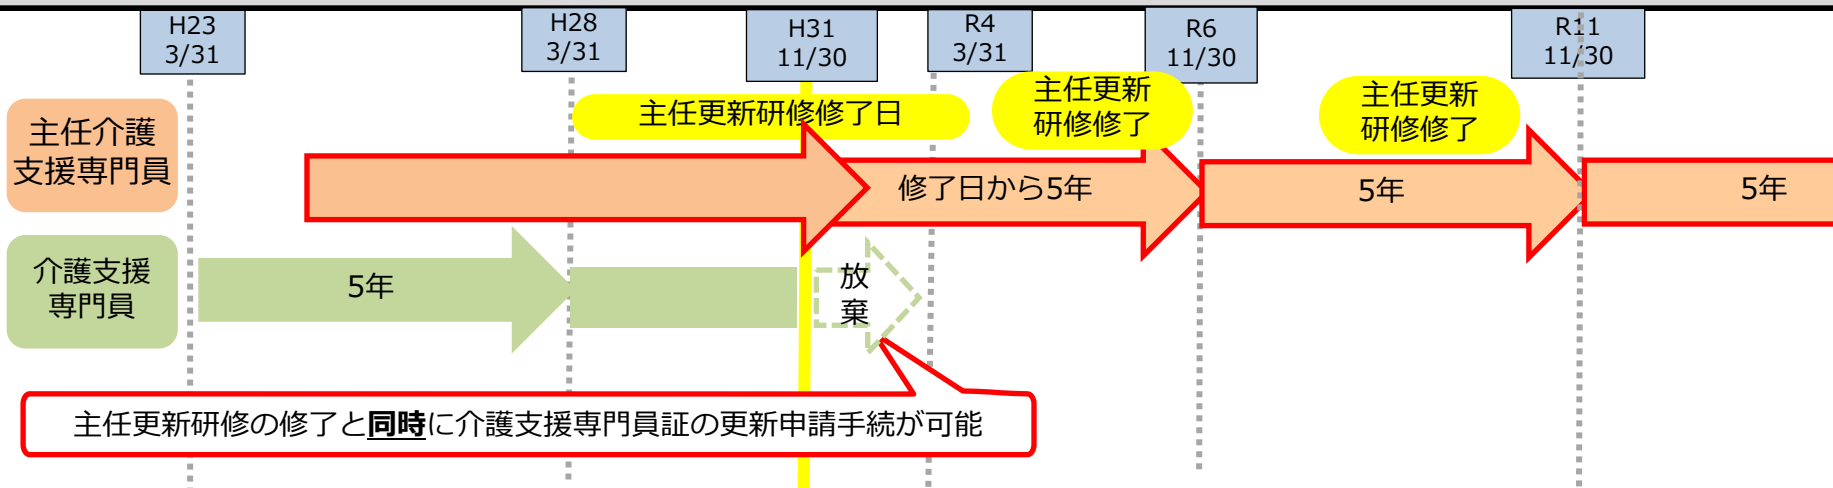 H23
3/31
H28
3/31
H31
11/30
R4
3/31
R6
11/30
R11
11/30
主任更新研修修了日
主任更新
研修修了
主任更新
研修修了
主任介護
支援専門員
修了日から5年
5年
5年
介護支援
専門員
5年
放
棄
主任更新研修の修了と同時に介護支援専門員証の更新申請手続が可能